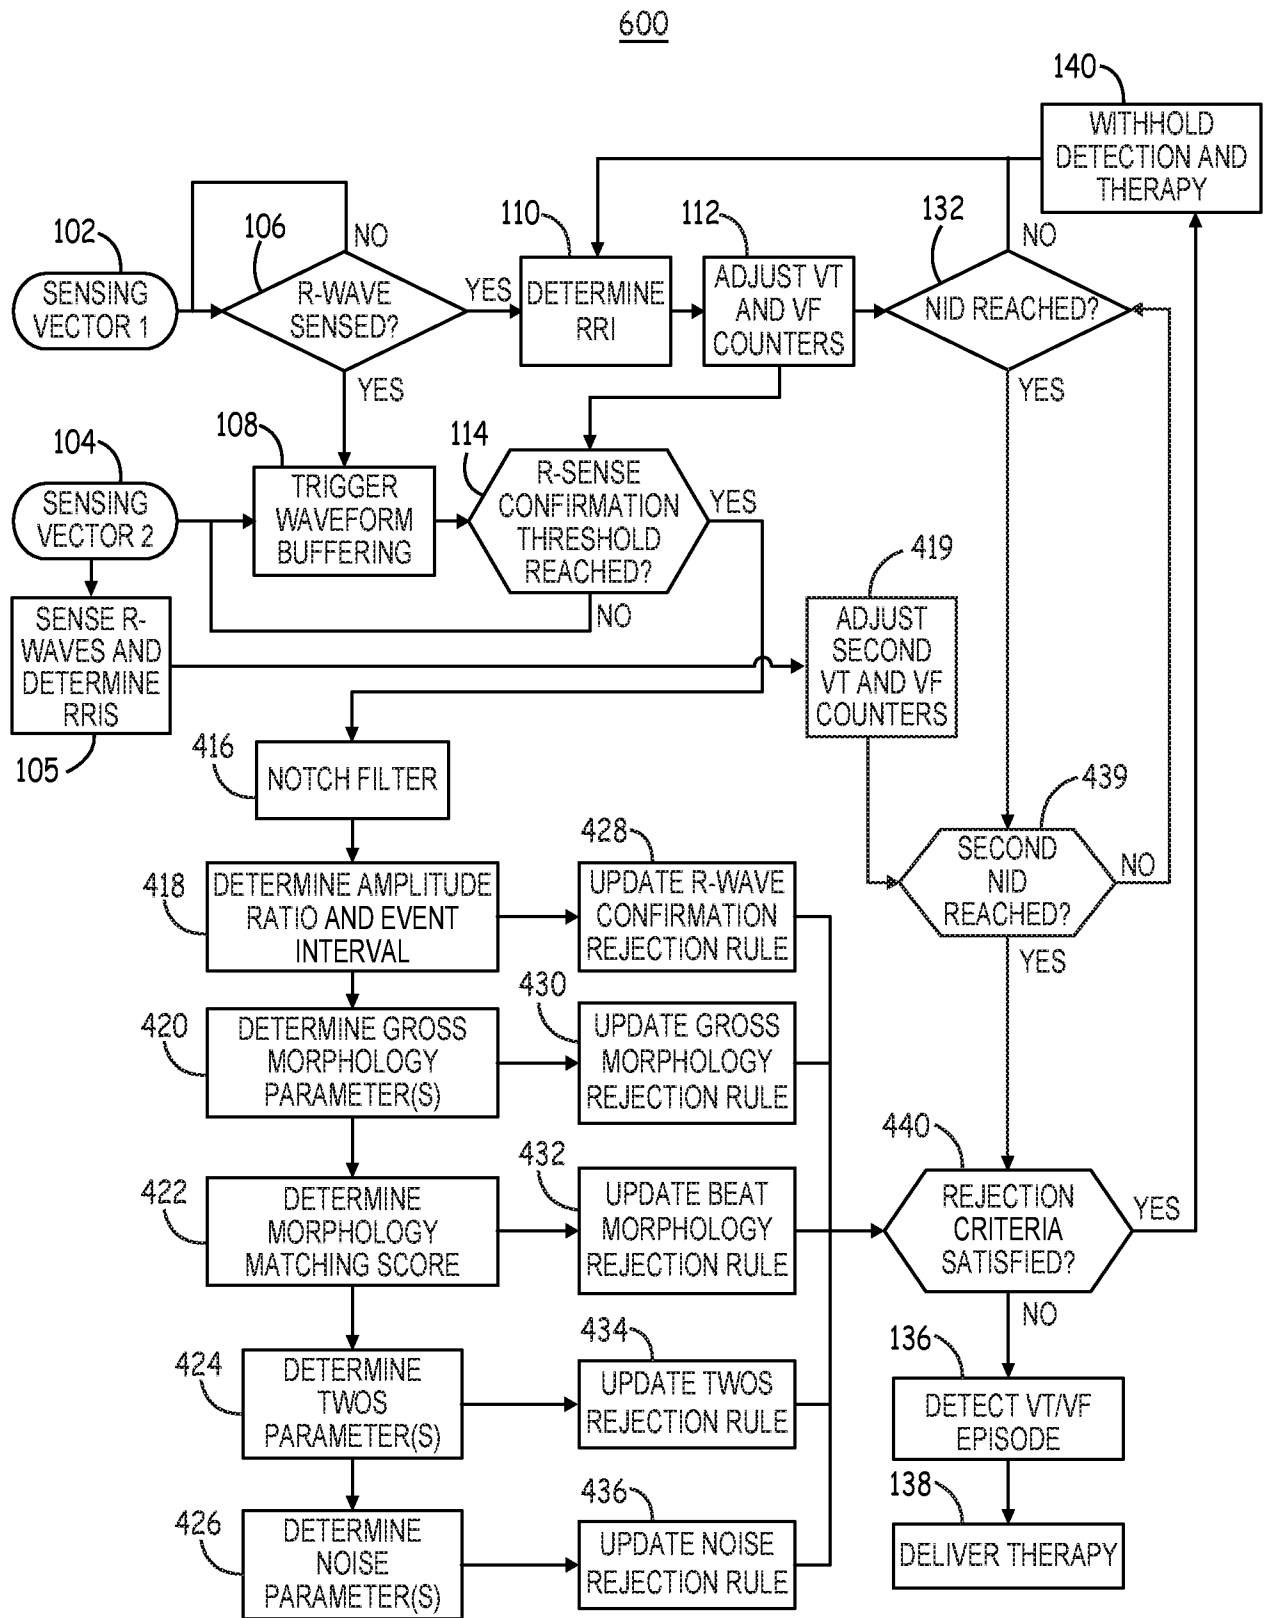 600
140
WITHHOLD
DETECTION AND
THERAPY
102
SENSING
VECTOR 1
106
NO
R-WAVE
SENSED?
YES
YES
110
DETERMINE
RRI
112
ADJUST VT
AND VF
COUNTERS
132
NO
NID REACHED?
YES
104
SENSING
VECTOR 2
108
TRIGGER
WAVEFORM
BUFFERING
114
R-SENSE
CONFIRMATION
THRESHOLD
REACHED?
YES
NO
SENSE R-
WAVES AND
DETERMINE
RRIS
105
419
ADJUST
SECOND
VT AND VF
COUNTERS
416
NOTCH FILTER
439
SECOND
NID
REACHED?
NO
YES
418
DETERMINE AMPLITUDE
RATIO AND EVENT
INTERVAL
428
UPDATE R-WAVE
CONFIRMATION
REJECTION RULE
420
DETERMINE GROSS
MORPHOLOGY
PARAMETER(S)
430
UPDATE GROSS
MORPHOLOGY
REJECTION RULE
422
DETERMINE
MORPHOLOGY
MATCHING SCORE
432
UPDATE BEAT
MORPHOLOGY
REJECTION RULE
440
REJECTION
CRITERIA
SATISFIED?
YES
NO
424
DETERMINE
TWOS
PARAMETER(S)
434
UPDATE TWOS
REJECTION RULE
136
DETECT VT/VF
EPISODE
426
DETERMINE
NOISE
PARAMETER(S)
436
UPDATE NOISE
REJECTION RULE
138
DELIVER THERAPY